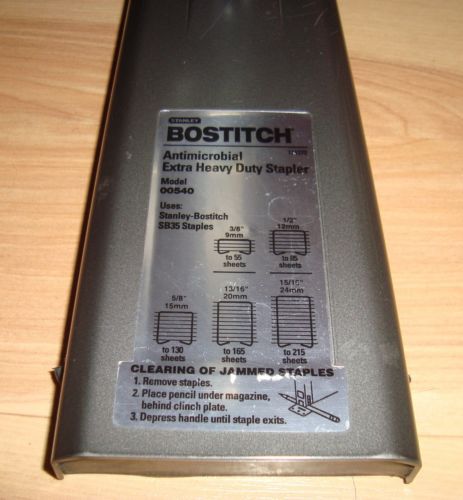 STANLEY
BOSTITCH
Antimicrobial
Extra Heavy Duty Stapler
Model
00540
Uses:
Stanley-Bostitch
SB35 Staples
3/8"
9mm
to 55
sheets
1/2"
12mm
to 85
sheets
5/8"
15mm
to 130
sheets
13/16"
20mm
to 165
sheets
15/16"
24mm
to 215
sheets
CLEARING OF JAMMED STAPLES
1. Remove staples.
2. Place pencil under magazine,
behind clinch plate.
3. Depress handle until staple exits.